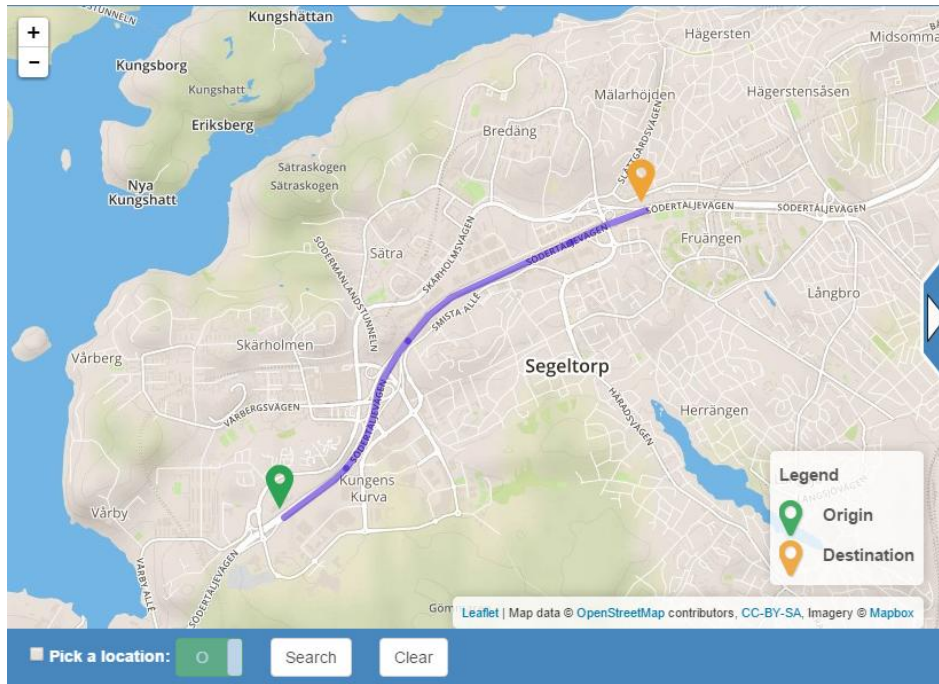 TUNNELN
Kungshättan
+
Hägersten
Midsomma
−
Kungsborg
Kungshatt
Mälarhöjden
Hägerstensåsen
Eriksberg
Bredäng
SLÄTTGÅRDSVÄGEN
Sätraskogen
Sätraskogen
Nya
Kungshatt
SÖDERTÄLJEVÄGEN
SÖDERTÄLJEVÄGEN
Fruängen
SÖDERTÄLJEVÄGEN
SKÄRHOLMSVÄGEN
Sätra
SÖDERMANLANDSTUNNELN
Långbro
SMISTA ALLÉ
Skärholmen
Vårberg
Segeltorp
HÄRADSVÄGEN
VÅRBERGSVÄGEN
SÖDERTÄLJEVÄGEN
Herrängen
Legend
Kungens
Kurva
LÅNGSJÖVÄGEN
Vårby
Origin
Destination
SÖDERTÄLJEVÄGEN
VÅRBY ALLÉ
Leaflet | Map data © OpenStreetMap contributors, CC-BY-SA, Imagery © Mapbox
Pick a location:
O
Search
Clear